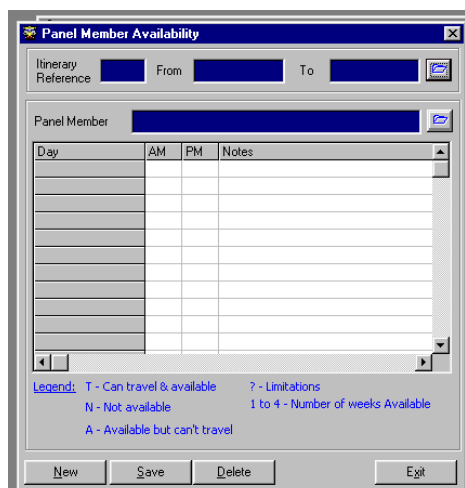 Panel Member Availability
Itinerary Reference From To
Panel Member
Day AM PM Notes
Legend: T - Can travel & available ? - Limitations
N - Not available 1 to 4 - Number of weeks Available
A - Available but can't travel
New Save Delete Exit